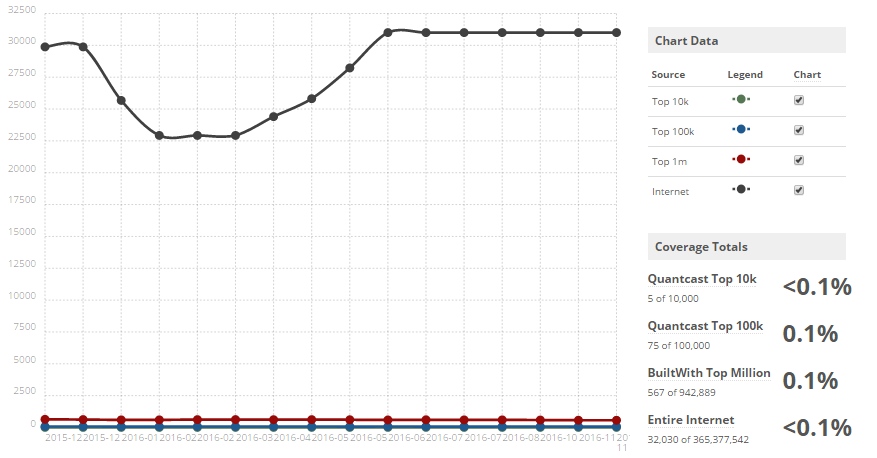 32500
30000
27500
25000
22500
20000
17500
15000
12500
10000
7500
5000
2500
0
2015-12 2015-12 2016-01 2016-02 2016-02 2016-03 2016-04 2016-05 2016-05 2016-06 2016-07 2016-07 2016-08 2016-10 2016-11 201
11
Chart Data
Source Legend Chart
Top 10k
Top 100k
Top 1m
Internet
Coverage Totals
Quantcast Top 10k <0.1%
5 of 10,000
Quantcast Top 100k 0.1%
75 of 100,000
BuiltWith Top Million 0.1%
567 of 942,889
Entire Internet <0.1%
32,030 of 365,377,542